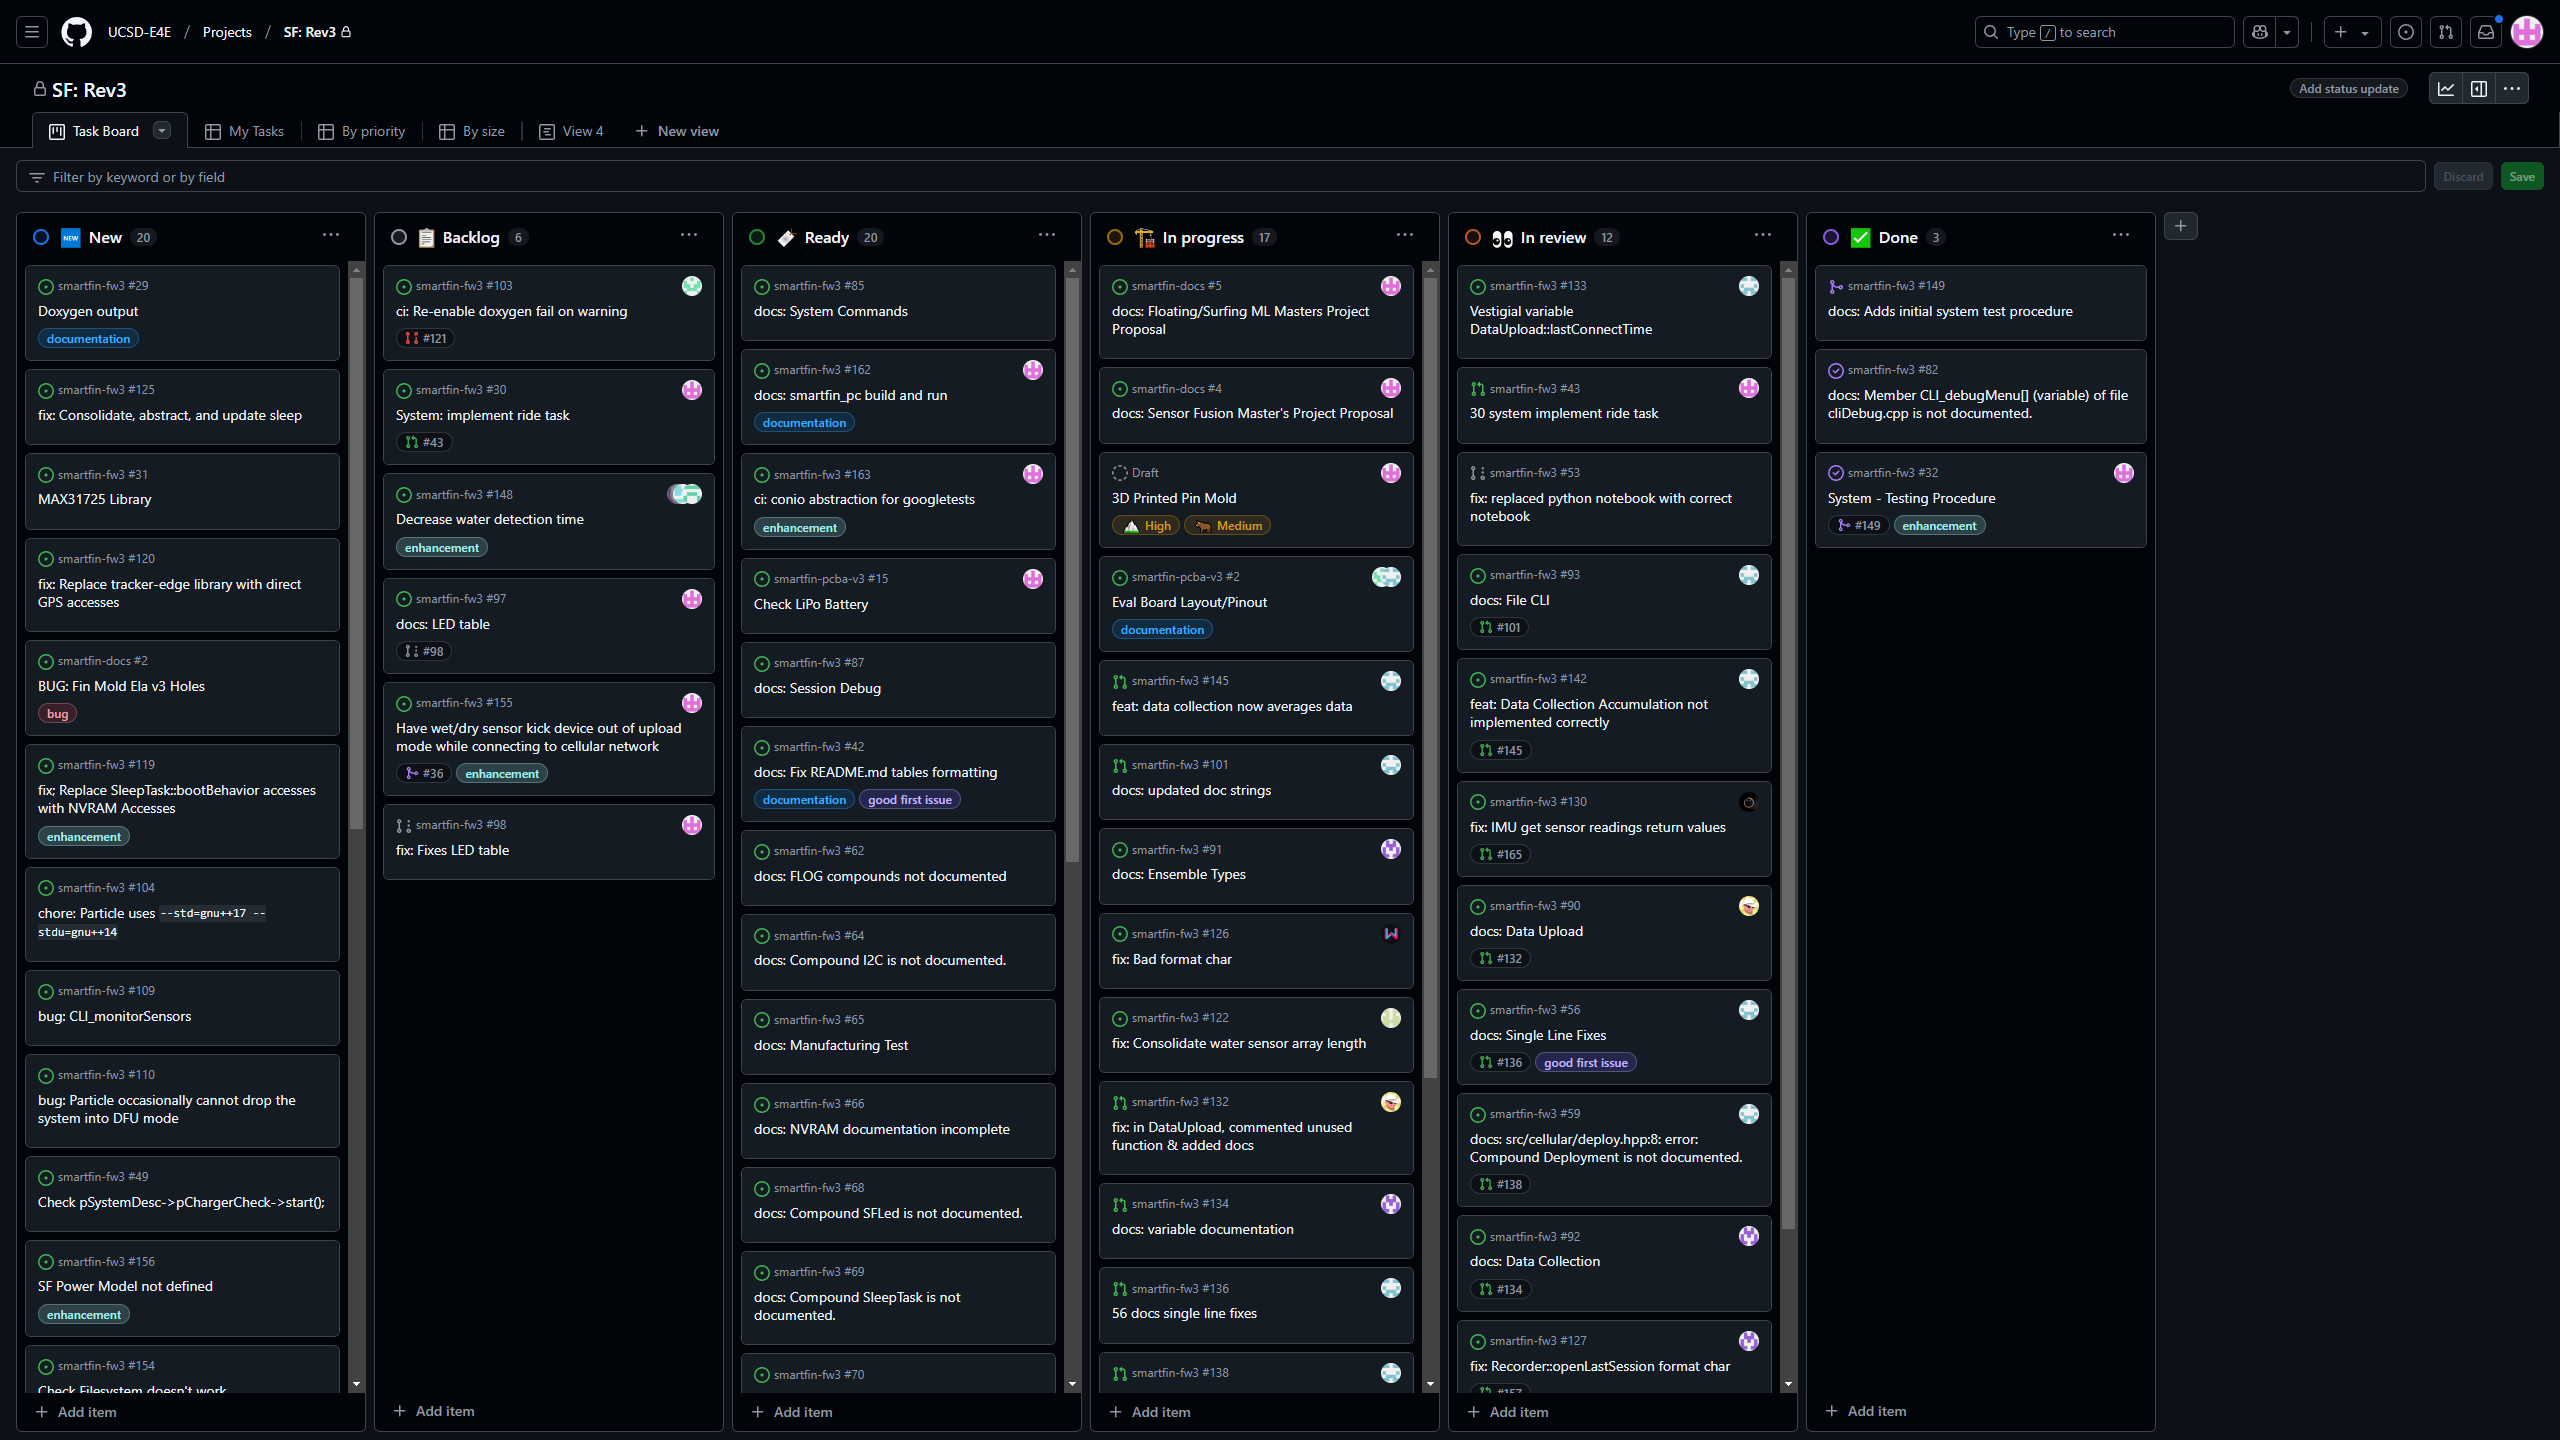 UCSD-E4E / Projects / SF: Rev3
Type / to search
SF: Rev3
Add status update
Task Board
My Tasks
By priority
By size
View 4
New view
Filter by keyword or by field
Discard
Save
NEW New 20
smartfin-fw3 #29
Doxygen output
documentation
smartfin-fw3 #125
fix: Consolidate, abstract, and update sleep
smartfin-fw3 #31
MAX31725 Library
smartfin-fw3 #120
fix: Replace tracker-edge library with direct
GPS accesses
smartfin-docs #2
BUG: Fin Mold Ela v3 Holes
bug
smartfin-fw3 #119
fix; Replace SleepTask::bootBehavior accesses
with NVRAM Accesses
enhancement
smartfin-fw3 #104
chore: Particle uses --std=gnu++17 --
stdu=gnu++14
smartfin-fw3 #109
bug: CLI_monitorSensors
smartfin-fw3 #110
bug: Particle occasionally cannot drop the
system into DFU mode
smartfin-fw3 #49
Check pSystemDesc->pChargerCheck->start();
smartfin-fw3 #156
SF Power Model not defined
enhancement
smartfin-fw3 #154
Check Filesystem doesn't work
Add item
Backlog 6
smartfin-fw3 #103
ci: Re-enable doxygen fail on warning
#121
smartfin-fw3 #30
System: implement ride task
#43
smartfin-fw3 #148
Decrease water detection time
enhancement
smartfin-fw3 #97
docs: LED table
#98
smartfin-fw3 #155
Have wet/dry sensor kick device out of upload
mode while connecting to cellular network
#36 enhancement
smartfin-fw3 #98
fix: Fixes LED table
Add item
Ready 20
smartfin-fw3 #85
docs: System Commands
smartfin-fw3 #162
docs: smartfin_pc build and run
documentation
smartfin-fw3 #163
ci: conio abstraction for googletests
enhancement
smartfin-pcba-v3 #15
Check LiPo Battery
smartfin-fw3 #87
docs: Session Debug
smartfin-fw3 #42
docs: Fix README.md tables formatting
documentation good first issue
smartfin-fw3 #62
docs: FLOG compounds not documented
smartfin-fw3 #64
docs: Compound I2C is not documented.
smartfin-fw3 #65
docs: Manufacturing Test
smartfin-fw3 #66
docs: NVRAM documentation incomplete
smartfin-fw3 #68
docs: Compound SFLed is not documented.
smartfin-fw3 #69
docs: Compound SleepTask is not
documented.
smartfin-fw3 #70
Add item
In progress 17
smartfin-docs #5
docs: Floating/Surfing ML Masters Project
Proposal
smartfin-docs #4
docs: Sensor Fusion Master's Project Proposal
Draft
3D Printed Pin Mold
High Medium
smartfin-pcba-v3 #2
Eval Board Layout/Pinout
documentation
smartfin-fw3 #145
feat: data collection now averages data
smartfin-fw3 #101
docs: updated doc strings
smartfin-fw3 #91
docs: Ensemble Types
smartfin-fw3 #126
fix: Bad format char
smartfin-fw3 #122
fix: Consolidate water sensor array length
smartfin-fw3 #132
fix: in DataUpload, commented unused
function & added docs
smartfin-fw3 #134
docs: variable documentation
smartfin-fw3 #136
56 docs single line fixes
smartfin-fw3 #138
Add item
In review 12
smartfin-fw3 #133
Vestigial variable
DataUpload::lastConnectTime
smartfin-fw3 #43
30 system implement ride task
smartfin-fw3 #53
fix: replaced python notebook with correct
notebook
smartfin-fw3 #93
docs: File CLI
#101
smartfin-fw3 #142
feat: Data Collection Accumulation not
implemented correctly
#145
smartfin-fw3 #130
fix: IMU get sensor readings return values
#165
smartfin-fw3 #90
docs: Data Upload
#132
smartfin-fw3 #56
docs: Single Line Fixes
#136 good first issue
smartfin-fw3 #59
docs: src/cellular/deploy.hpp:8: error:
Compound Deployment is not documented.
#138
smartfin-fw3 #92
docs: Data Collection
#134
smartfin-fw3 #127
fix: Recorder::openLastSession format char
#157
Add item
Done 3
smartfin-fw3 #149
docs: Adds initial system test procedure
smartfin-fw3 #82
docs: Member CLI_debugMenu[] (variable) of file
cliDebug.cpp is not documented.
smartfin-fw3 #32
System - Testing Procedure
#149 enhancement
Add item